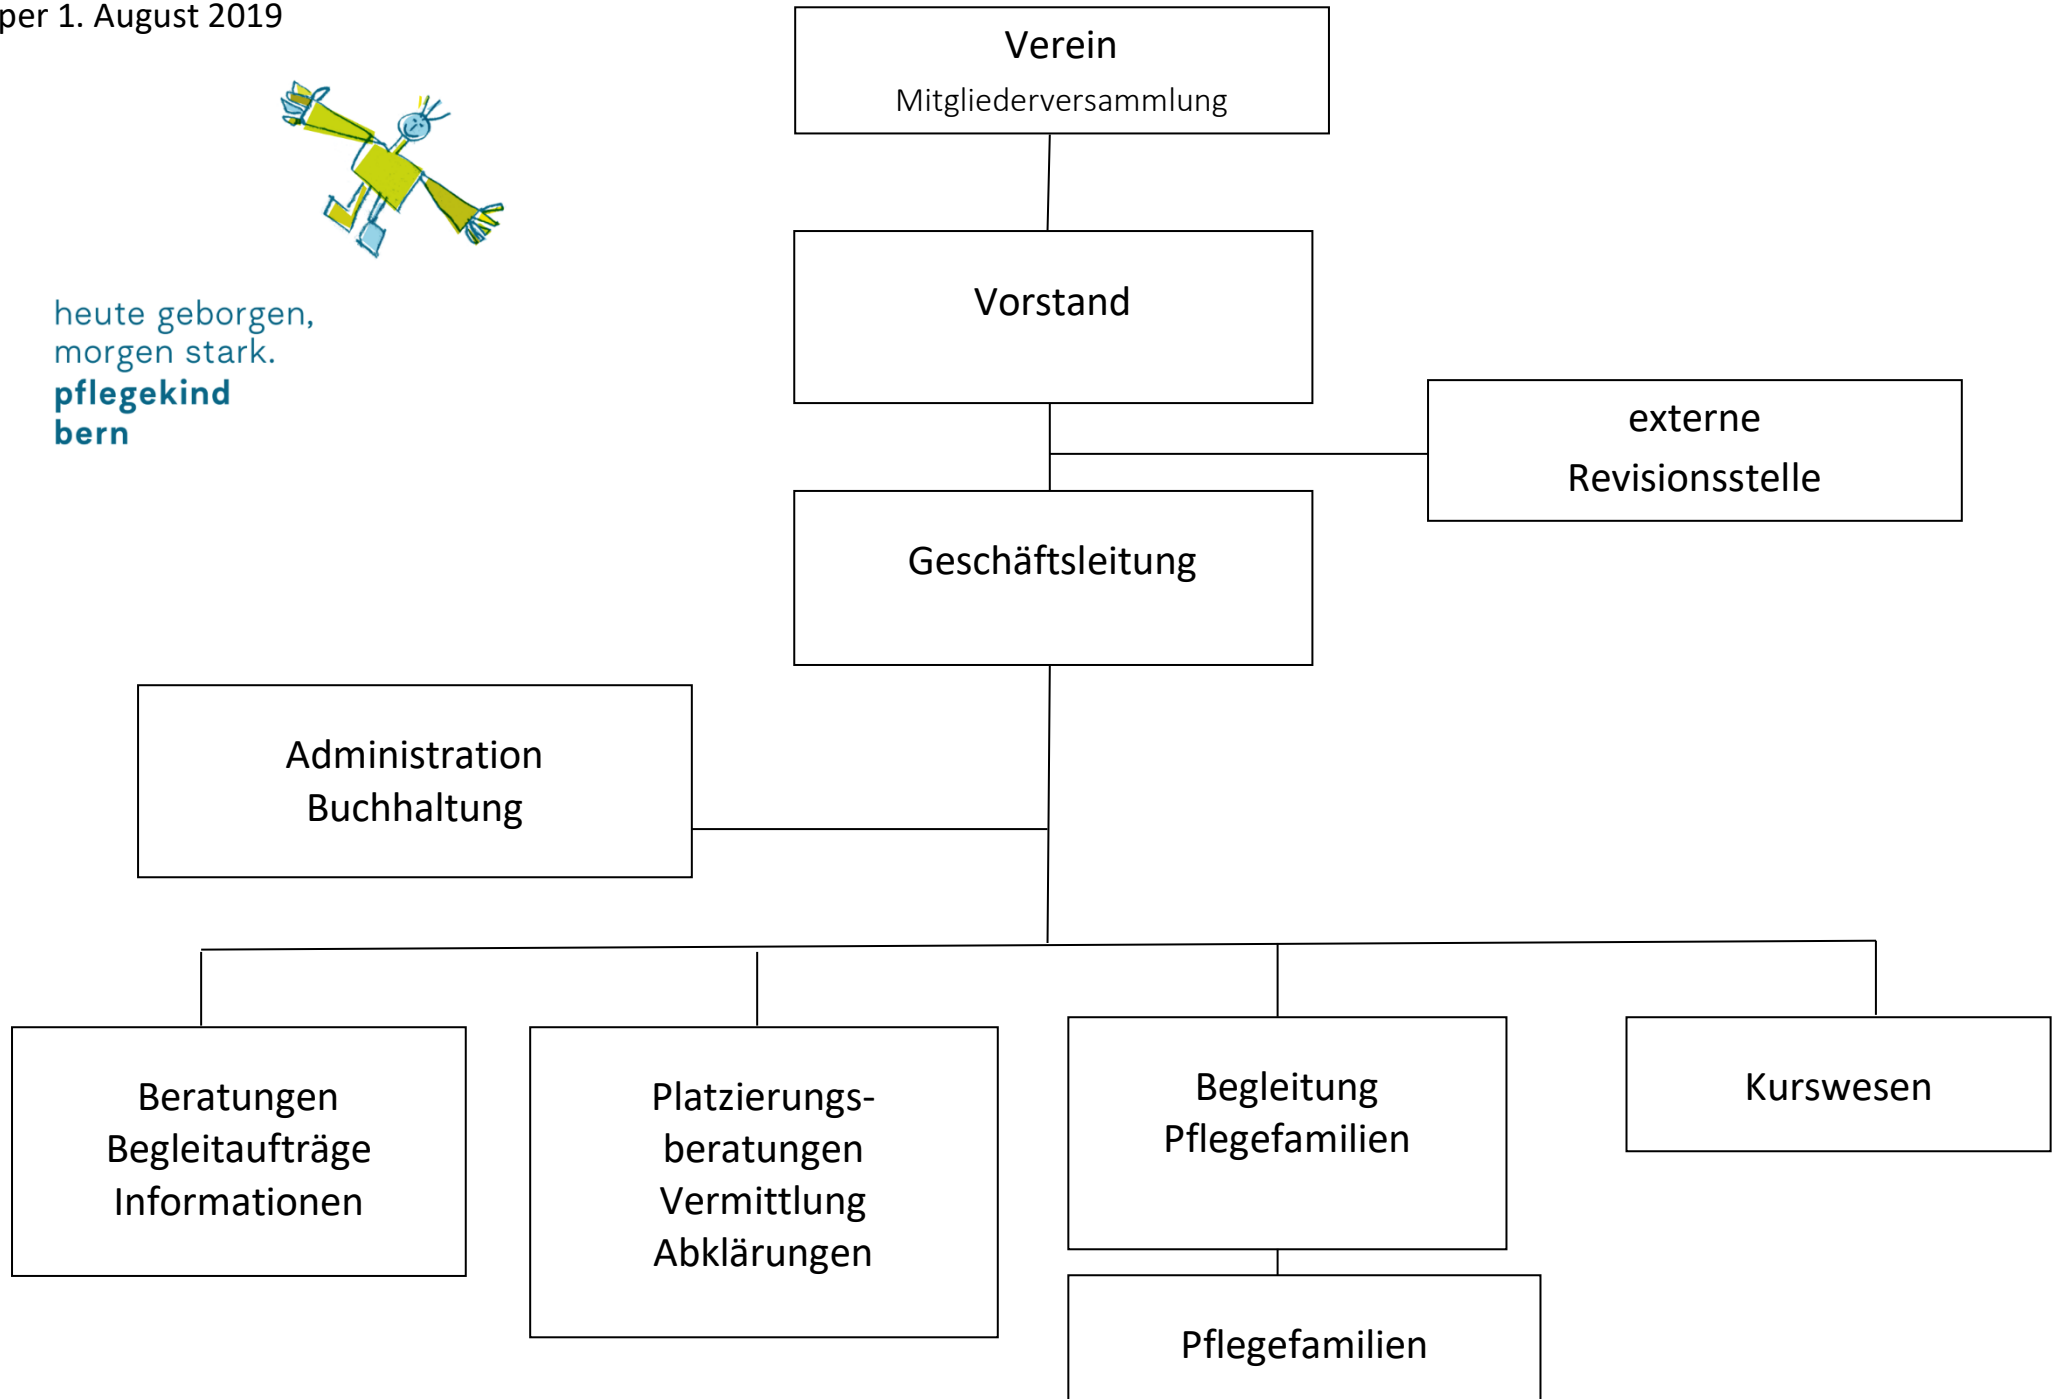 per 1. August 2019
Verein
Mitgliederversammlung
heute geborgen,
morgen stark.
pflegekind
bern
Vorstand
externe
Revisionsstelle
Geschäftsleitung
Administration
Buchhaltung
Beratungen
Begleitaufträge
Informationen
Platzierungs-
beratungen
Vermittlung
Abklärungen
Begleitung
Pflegefamilien
Kurswesen
Pflegefamilien